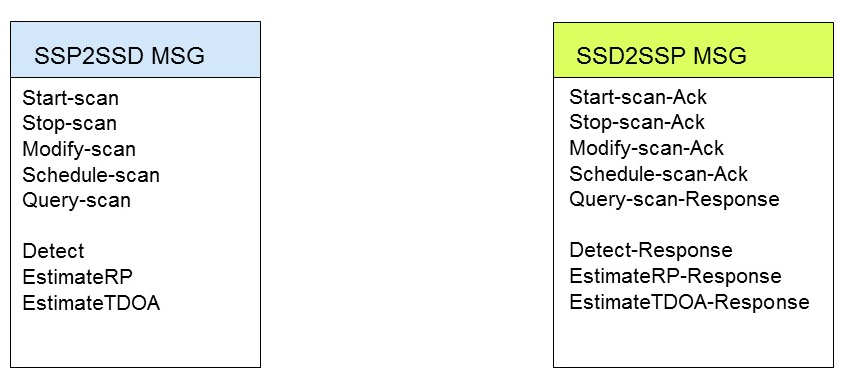 SSP2SSD MSG
Start-scan
Stop-scan
Modify-scan
Schedule-scan
Query-scan
Detect
EstimateRP
EstimateTDOA
SSD2SSP MSG
Start-scan-Ack
Stop-scan-Ack
Modify-scan-Ack
Schedule-scan-Ack
Query-scan-Response
Detect-Response
EstimateRP-Response
EstimateTDOA-Response